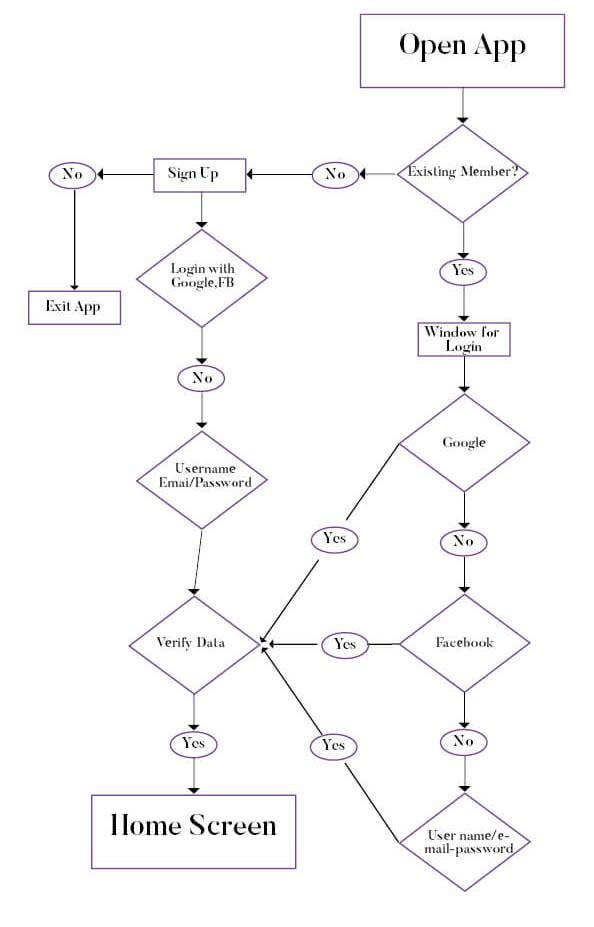 Open App
Existing Member?
No
Sign Up
No
Login with
Google,FB
Exit App
Yes
Window for
Login
No
Google
Username
Emai/Password
Yes
No
Verify Data
Yes
Facebook
Yes
Yes
No
Home Screen
User name/e-
mail-password